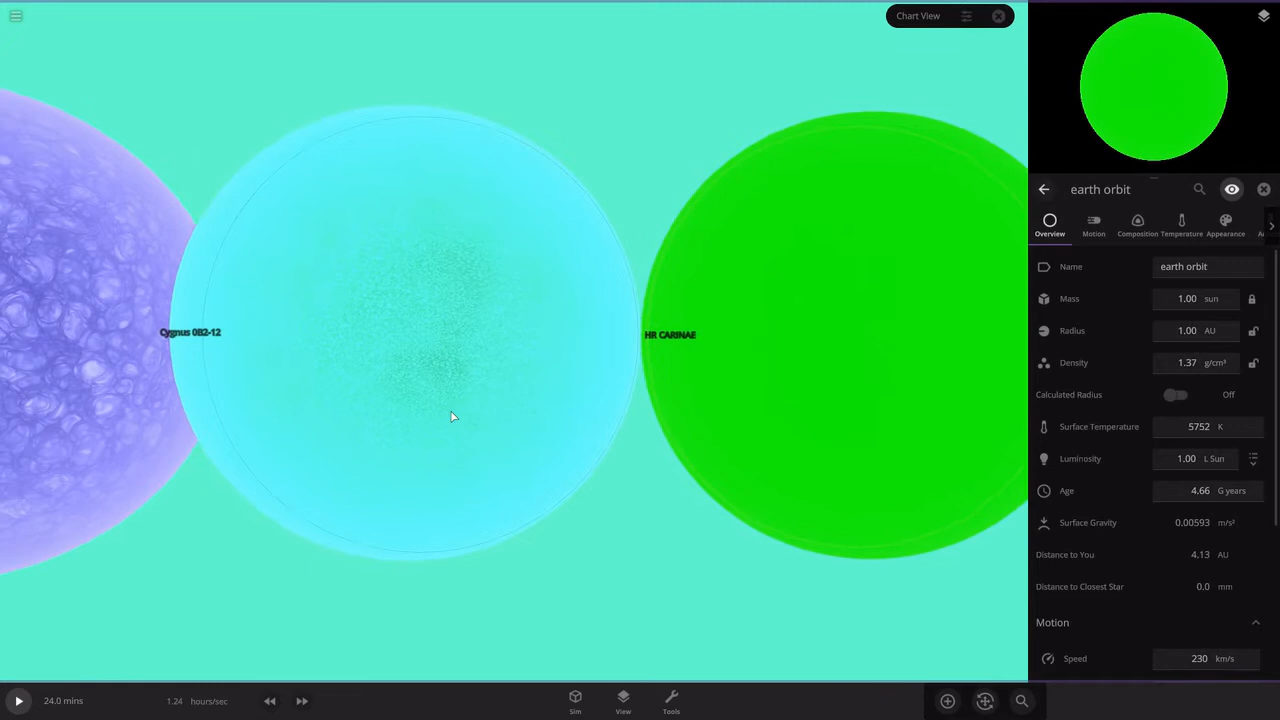 Chart View
Cygnus OB2-12
HR CARINAE
earth orbit
Overview
Motion
Composition
Temperature
Appearance
Name
earth orbit
Mass
1.00 sun
Radius
1.00 AU
Density
1.37 g/cm³
Calculated Radius
Off
Surface Temperature
5752 K
Luminosity
1.00 L Sun
Age
4.66 G years
Surface Gravity
0.00593 m/s²
Distance to You
4.13 AU
Distance to Closest Star
0.0 mm
Motion
Speed
230 km/s
24.0 mins
1.24 hours/sec
Sim
View
Tools